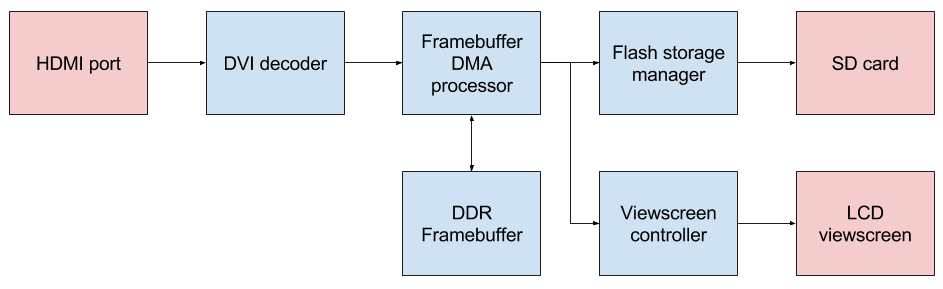 HDMI port
DVI decoder
Framebuffer
DMA
processor
Flash storage
manager
SD card
DDR
Framebuffer
Viewscreen
controller
LCD
viewscreen